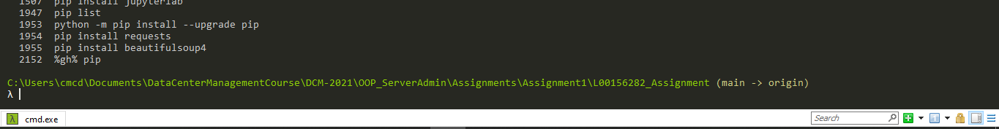 1507 pip install jupyterlab
1947 pip list
1953 python -m pip install --upgrade pip
1954 pip install requests
1955 pip install beautifulsoup4
2152 %gh% pip
C:\Users\cmcd\Documents\DataCenterManagementCourse\DCM-2021\OOP_ServerAdmin\Assignments\Assignment1\L00156282_Assignment (main -> origin)
λ
λ cmd.exe
Search